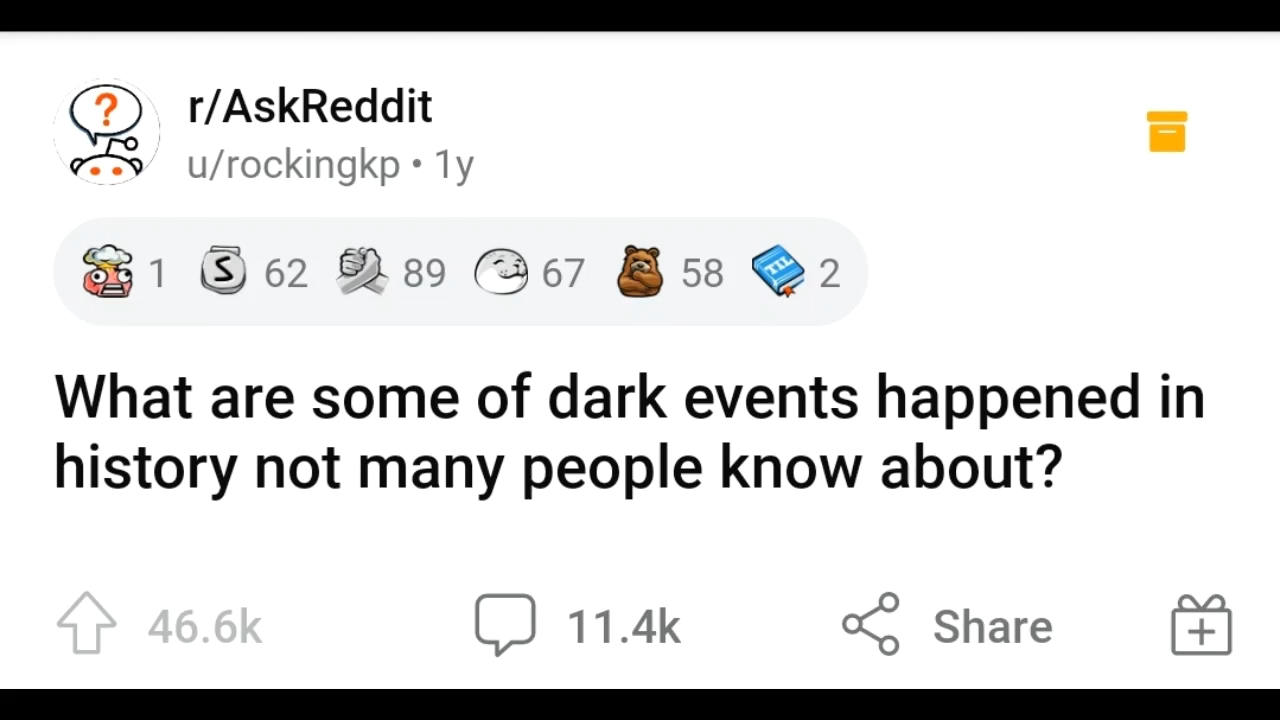 r/AskReddit
u/rockingkp • 1y
?
1 S 62 89 67 58 TIL 2
What are some of dark events happened in
history not many people know about?
46.6k 11.4k Share